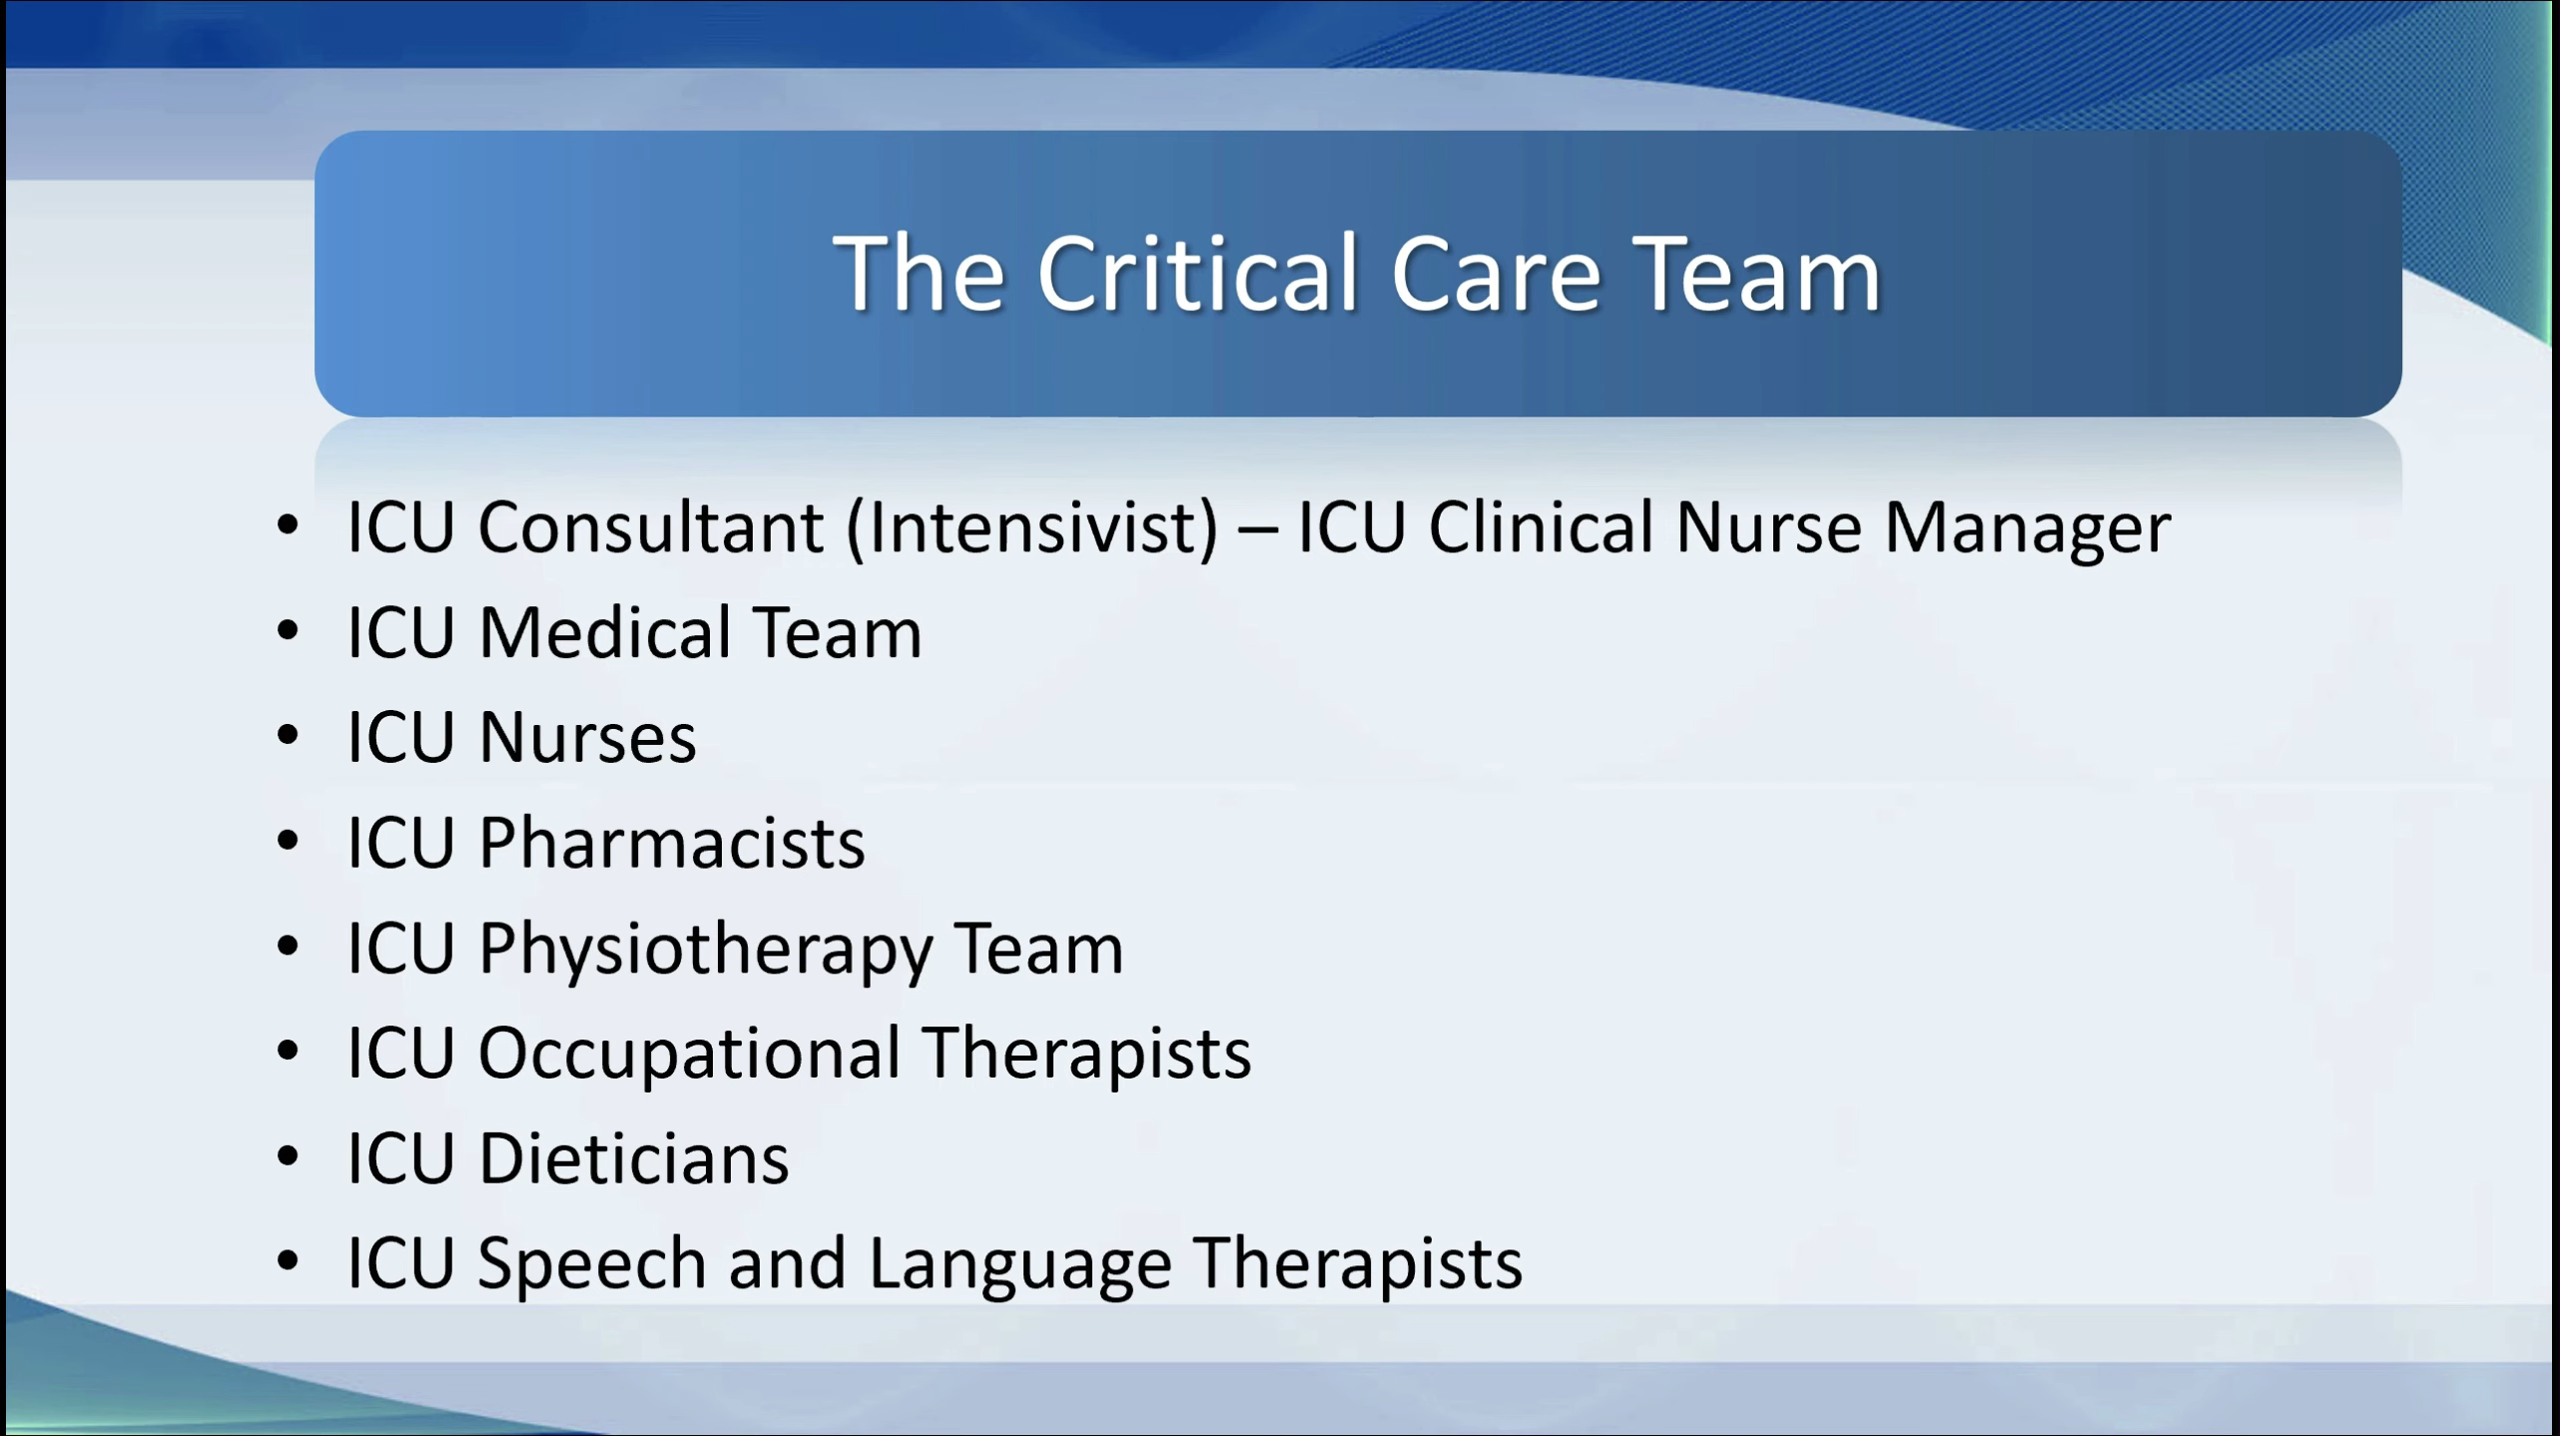 The Critical Care Team
• ICU Consultant (Intensivist) – ICU Clinical Nurse Manager
• ICU Medical Team
• ICU Nurses
• ICU Pharmacists
• ICU Physiotherapy Team
• ICU Occupational Therapists
• ICU Dieticians
• ICU Speech and Language Therapists